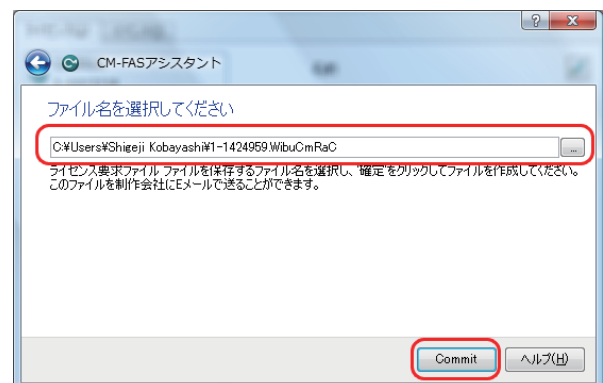 CM-FASアシスタント
ファイル名を選択してください
C:¥Users¥Shigeji Kobayashi¥1-1424959.WibuCmRaC
...
ライセンス要求ファイル ファイルを保存するファイル名を選択し、'確定'をクリックしてファイルを作成してください。
このファイルを制作会社にEメールで送ることができます。
Commit
ヘルプ(H)